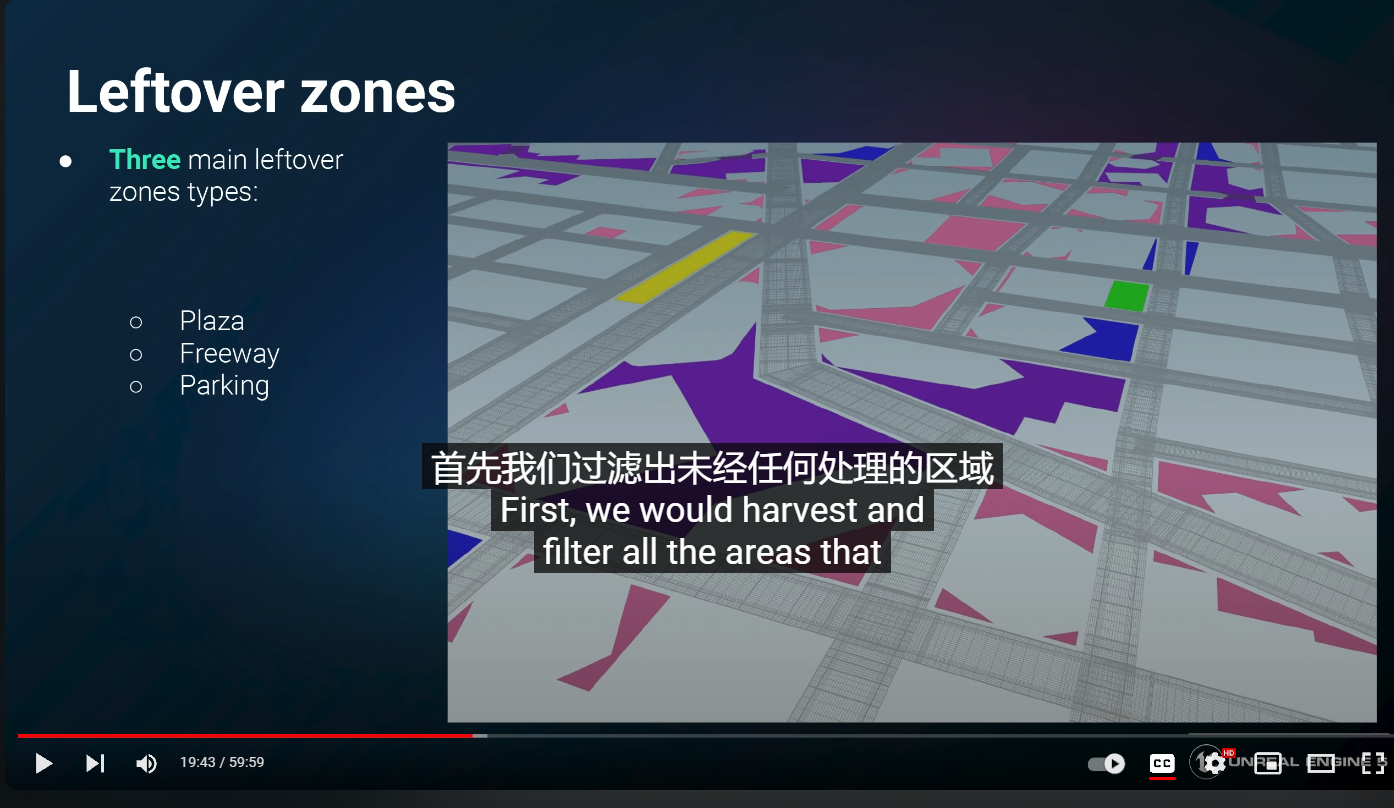 Leftover zones
● Three main leftover
zones types:
○ Plaza
○ Freeway
○ Parking
首先我们过滤出未经任何处理的区域
First, we would harvest and
filter all the areas that
19:43 / 59:59
CC
HD
UNREAL ENGINE 5